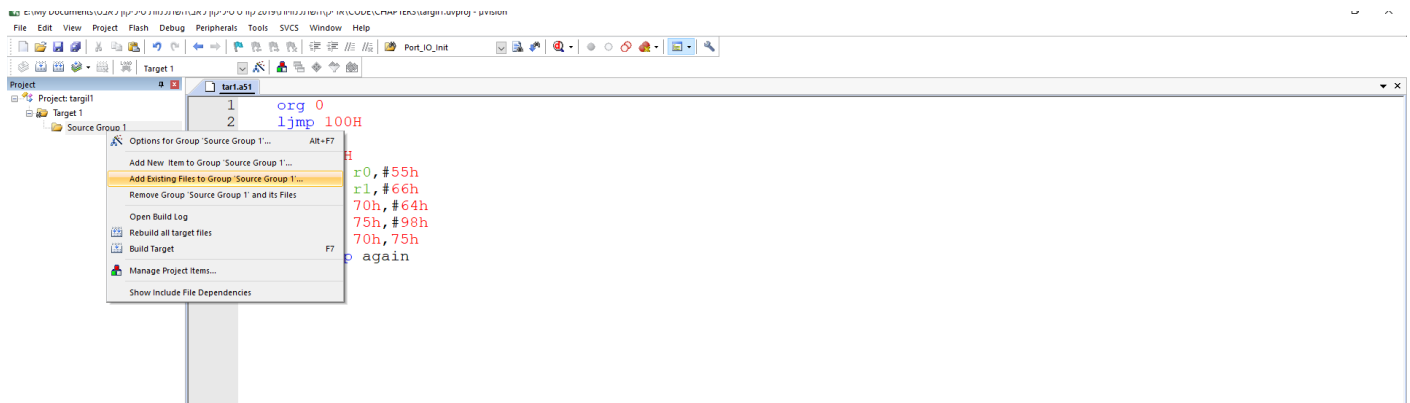 File Edit View Project Flash Debug Peripherals Tools SVCS Window Help
Port_IO_Init
LOAD Target 1
Project
tar1.a51
Project: targil1
Target 1
Source Group 1
1 org 0
2 ljmp 100H
H
r0,#55h
r1,#66h
70h,#64h
75h,#98h
70h,75h
p again
Options for Group 'Source Group 1'... Alt+F7
Add New Item to Group 'Source Group 1'...
Add Existing Files to Group 'Source Group 1'...
Remove Group 'Source Group 1' and its Files
Open Build Log
Rebuild all target files
Build Target F7
Manage Project Items...
Show Include File Dependencies